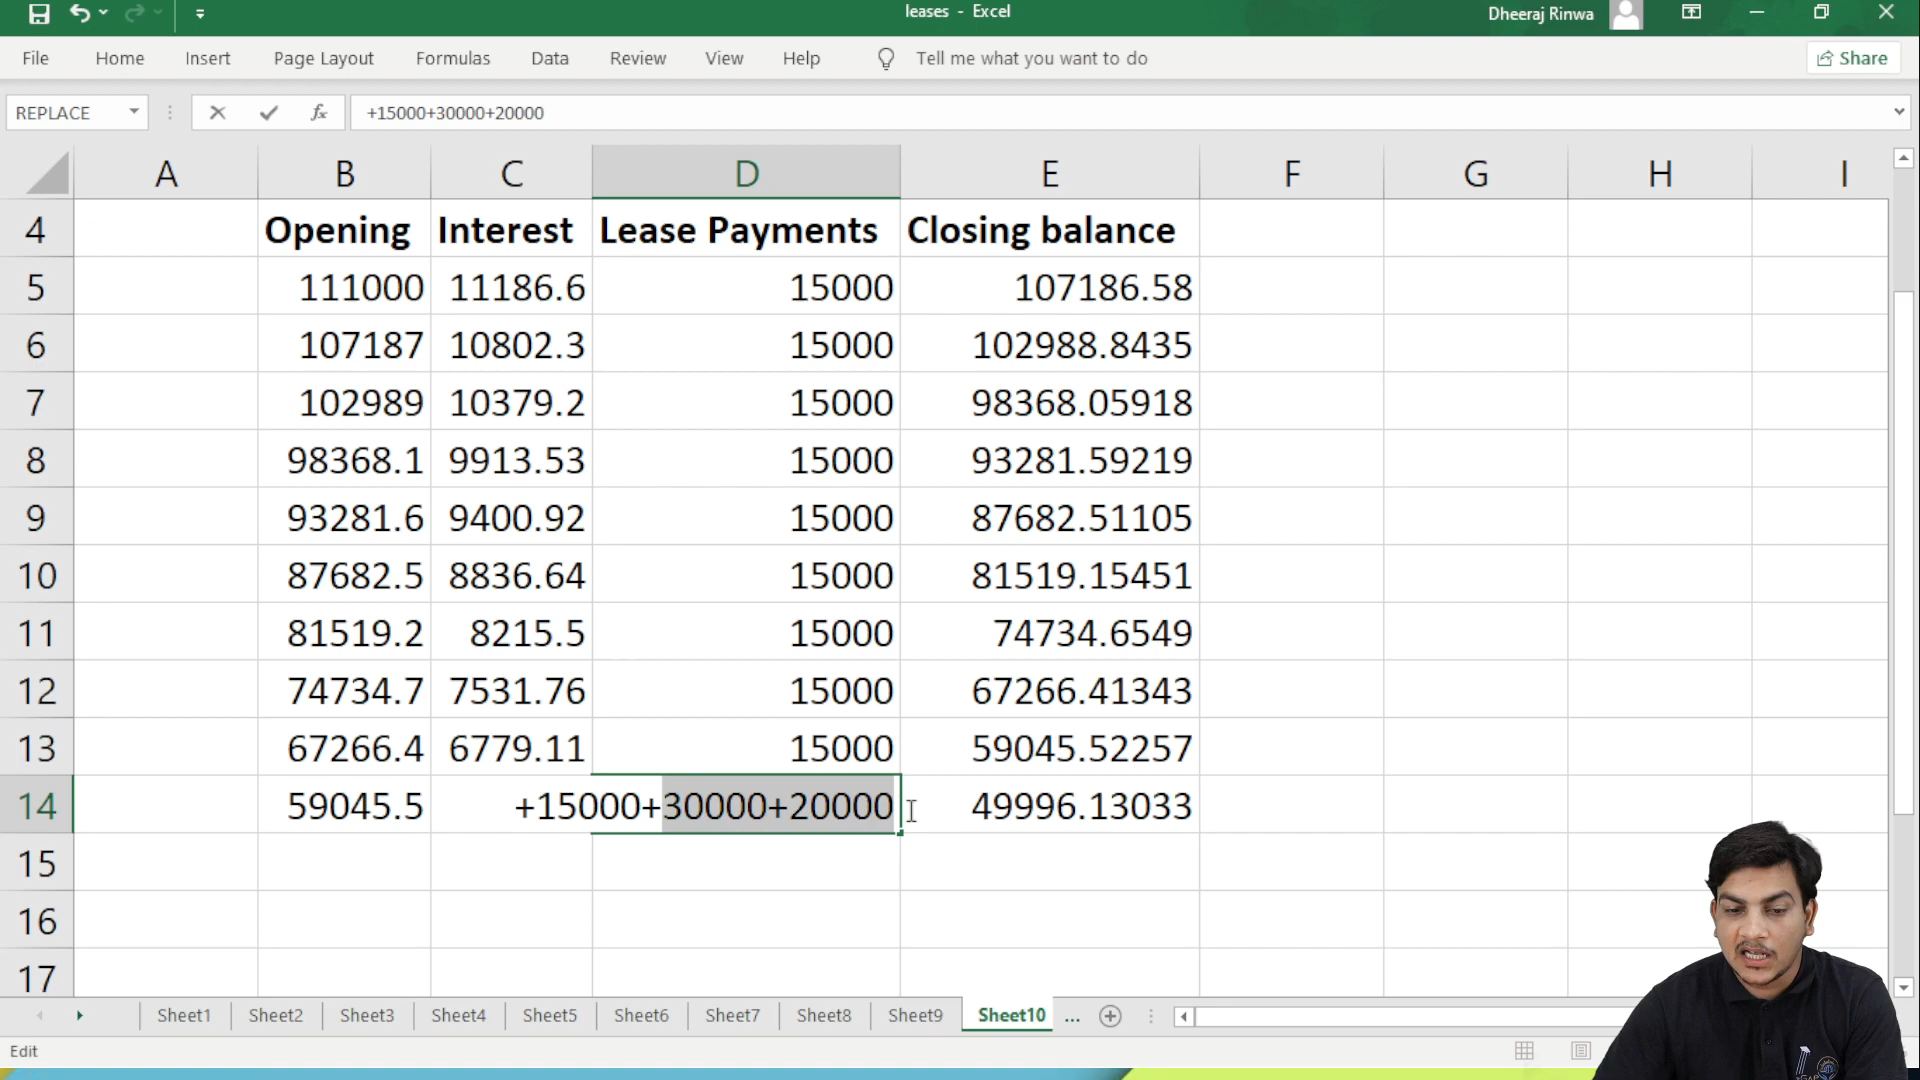 leases - Excel
Dheeraj Rinwa
File Home Insert Page Layout Formulas Data Review View Help Tell me what you want to do Share
REPLACE fx +15000+30000+20000
A B C D E F G H I
4 Opening Interest Lease Payments Closing balance
5 111000 11186.6 15000 107186.58
6 107187 10802.3 15000 102988.8435
7 102989 10379.2 15000 98368.05918
8 98368.1 9913.53 15000 93281.59219
9 93281.6 9400.92 15000 87682.51105
10 87682.5 8836.64 15000 81519.15451
11 81519.2 8215.5 15000 74734.6549
12 74734.7 7531.76 15000 67266.41343
13 67266.4 6779.11 15000 59045.52257
14 59045.5 +15000+30000+20000 49996.13033
15
16
17
Sheet1 Sheet2 Sheet3 Sheet4 Sheet5 Sheet6 Sheet7 Sheet8 Sheet9 Sheet10 ...
Edit